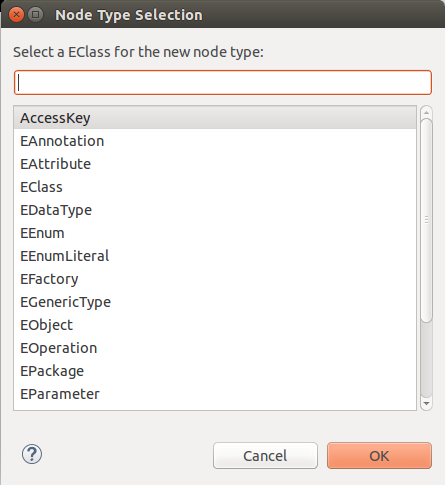 Node Type Selection
Select a EClass for the new node type:
AccessKey
EAnnotation
EAttribute
EClass
EDataType
EEnum
EEnumLiteral
EFactory
EGenericType
EObject
EOperation
EPackage
EParameter
?
Cancel
OK